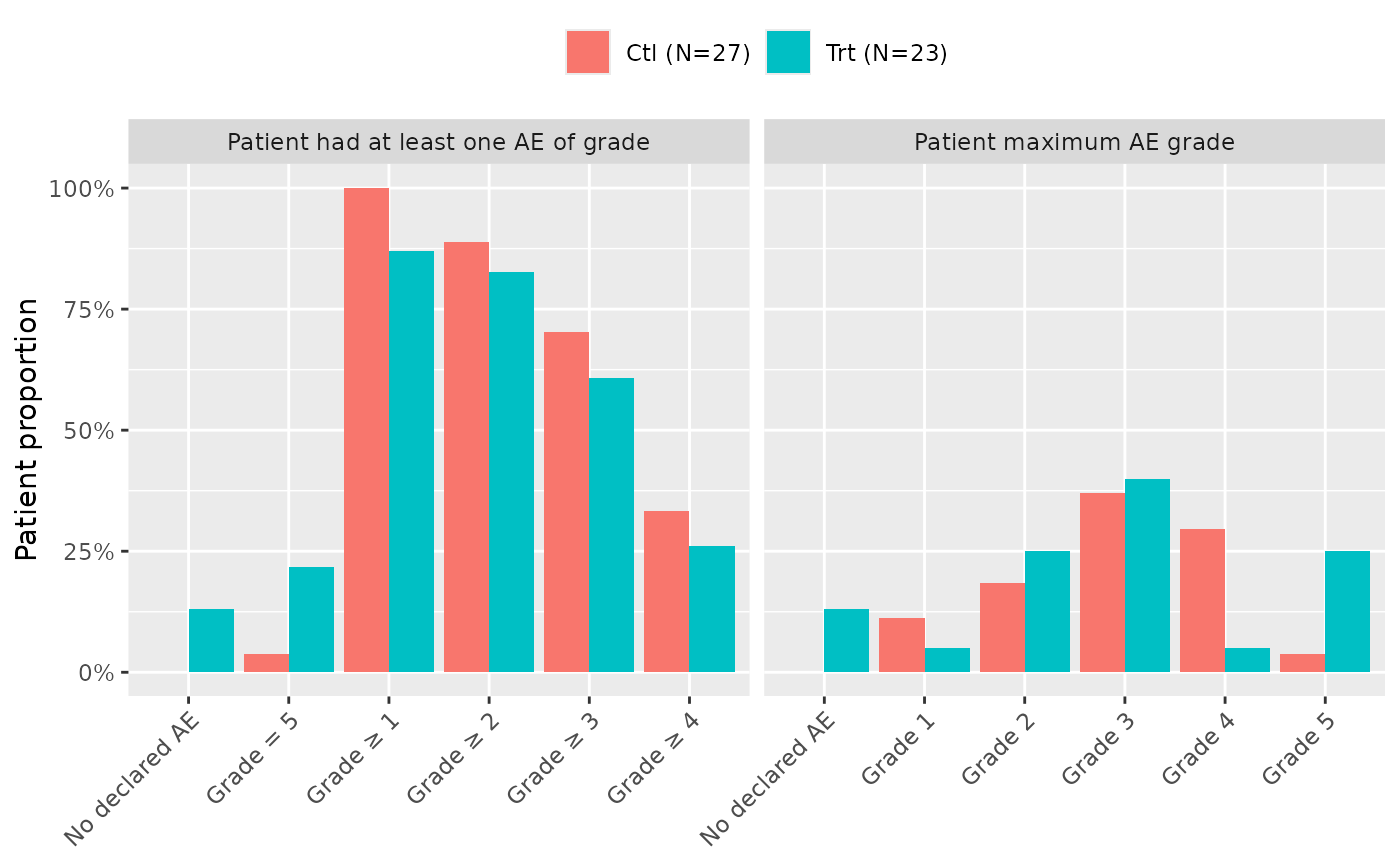 Ctl (N=27) Trt (N=23)
Patient had at least one AE of grade
Patient maximum AE grade
Patient proportion
100%
75%
50%
25%
0%
No declared AE
Grade = 5
Grade ≥ 1
Grade ≥ 2
Grade ≥ 3
Grade ≥ 4
No declared AE
Grade 1
Grade 2
Grade 3
Grade 4
Grade 5